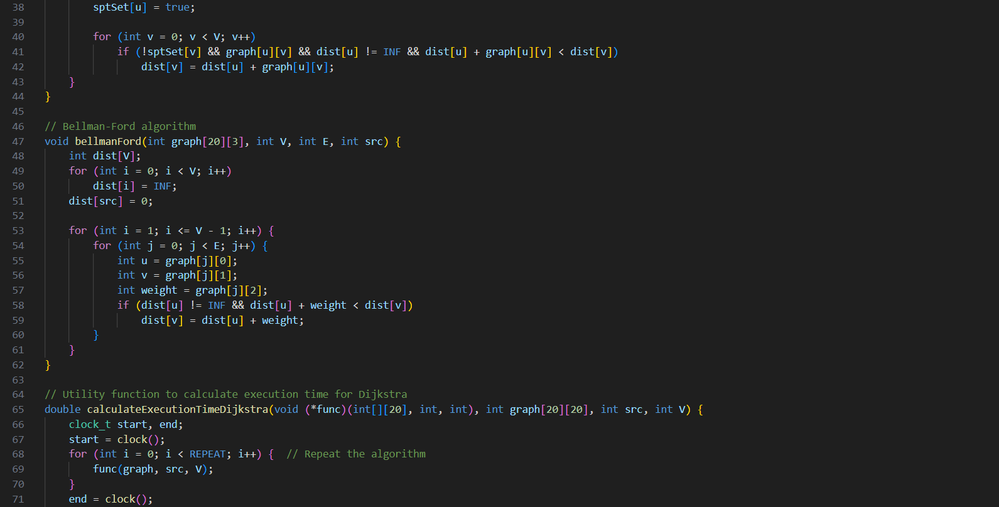 38 sptSet[u] = true;
39
40 for (int v = 0; v < V; v++)
41 if (!sptSet[v] && graph[u][v] && dist[u] != INF && dist[u] + graph[u][v] < dist[v])
42 dist[v] = dist[u] + graph[u][v];
43 }
44 }
45
46 // Bellman-Ford algorithm
47 void bellmanFord(int graph[20][3], int V, int E, int src) {
48 int dist[V];
49 for (int i = 0; i < V; i++)
50 dist[i] = INF;
51 dist[src] = 0;
52
53 for (int i = 1; i <= V - 1; i++) {
54 for (int j = 0; j < E; j++) {
55 int u = graph[j][0];
56 int v = graph[j][1];
57 int weight = graph[j][2];
58 if (dist[u] != INF && dist[u] + weight < dist[v])
59 dist[v] = dist[u] + weight;
60 }
61 }
62 }
63
64 // Utility function to calculate execution time for Dijkstra
65 double calculateExecutionTimeDijkstra(void (*func)(int[][20], int, int), int graph[20][20], int src, int V) {
66 clock_t start, end;
67 start = clock();
68 for (int i = 0; i < REPEAT; i++) { // Repeat the algorithm
69 func(graph, src, V);
70 }
71 end = clock();